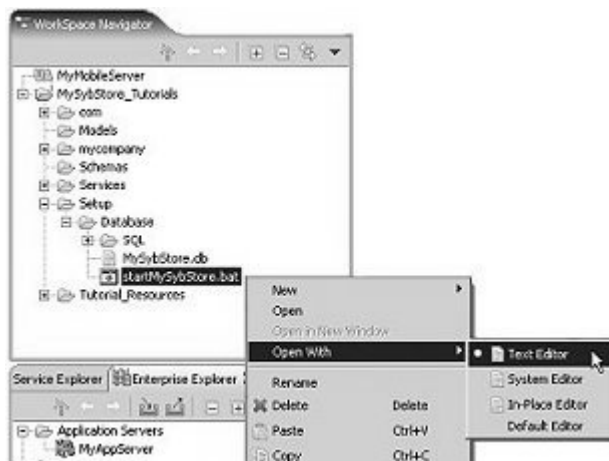 WorkSpace Navigator
MyMobileServer
MySybStore_Tutorials
com
Models
mycompany
Schemas
Services
Setup
Database
SQL
MySybStore.db
startMySybStore.bat
Tutorial_Resources
New
Open
Open in New Window
Open With
Rename
Delete Delete
Paste Ctrl+V
Copy Ctrl+C
Text Editor
System Editor
In-Place Editor
Default Editor
Service Explorer Enterprise Explorer
Application Servers
MyAppServer